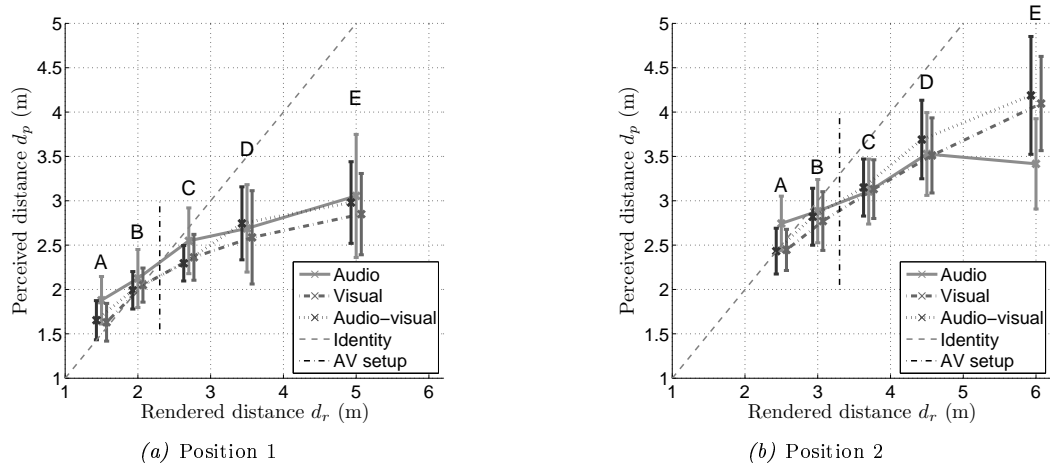 5
4.5
4
3.5
3
2.5
2
1.5
1
Perceived distance d_p (m)
A
B
C
D
E
Audio
Visual
Audio-visual
Identity
AV setup
1 2 3 4 5 6
Rendered distance d_r (m)
(a) Position 1
5
4.5
4
3.5
3
2.5
2
1.5
1
Perceived distance d_p (m)
A
B
C
D
E
Audio
Visual
Audio-visual
Identity
AV setup
1 2 3 4 5 6
Rendered distance d_r (m)
(b) Position 2